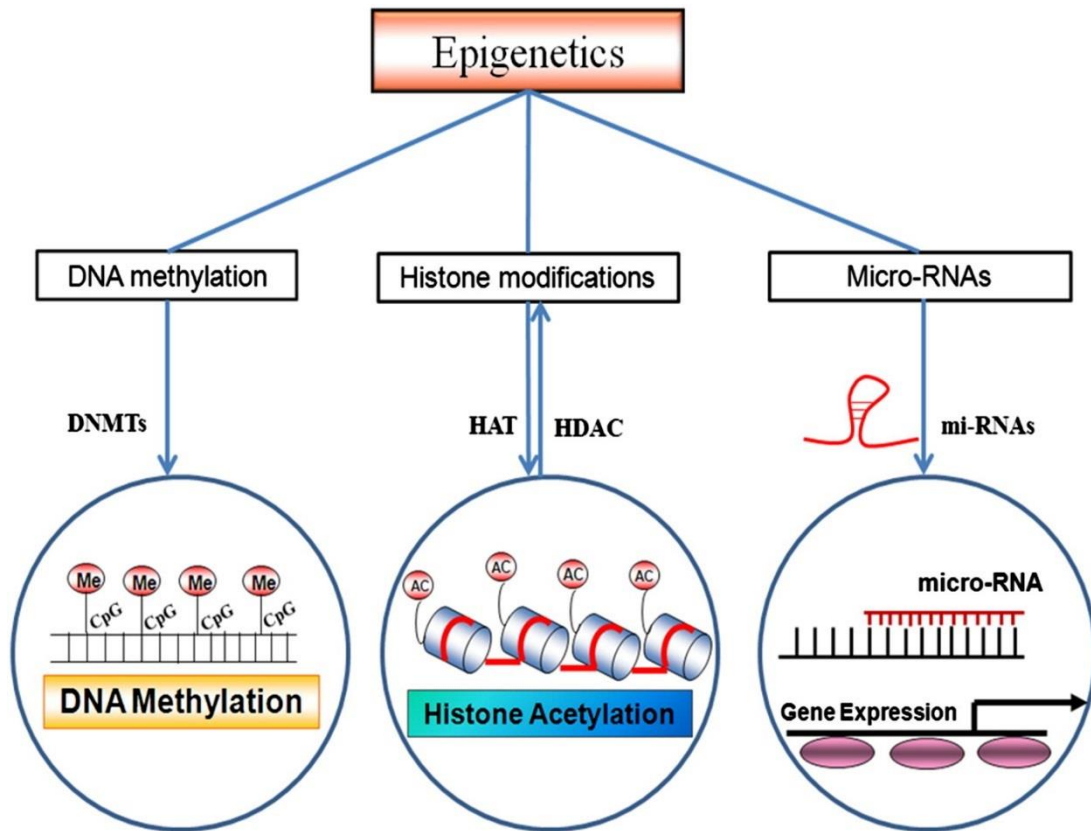 Epigenetics
DNA methylation
Histone modifications
Micro-RNAs
DNMTs
HAT
HDAC
mi-RNAs
Me
Me
Me
Me
CpG
CpG
CpG
CpG
DNA Methylation
AC
AC
AC
AC
Histone Acetylation
micro-RNA
Gene Expression